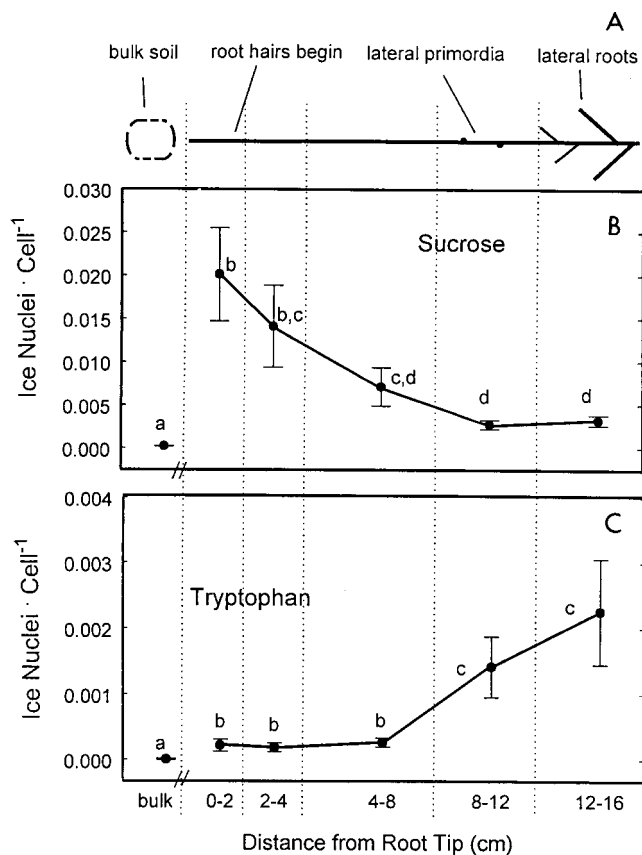 A
bulk soil root hairs begin lateral primordia lateral roots
B
Sucrose
Ice Nuclei · Cell⁻¹
0.030
0.025
0.020
0.015
0.010
0.005
0.000
a b b,c c,d d d
C
Tryptophan
Ice Nuclei · Cell⁻¹
0.004
0.003
0.002
0.001
0.000
a b b b c c
bulk 0-2 2-4 4-8 8-12 12-16
Distance from Root Tip (cm)